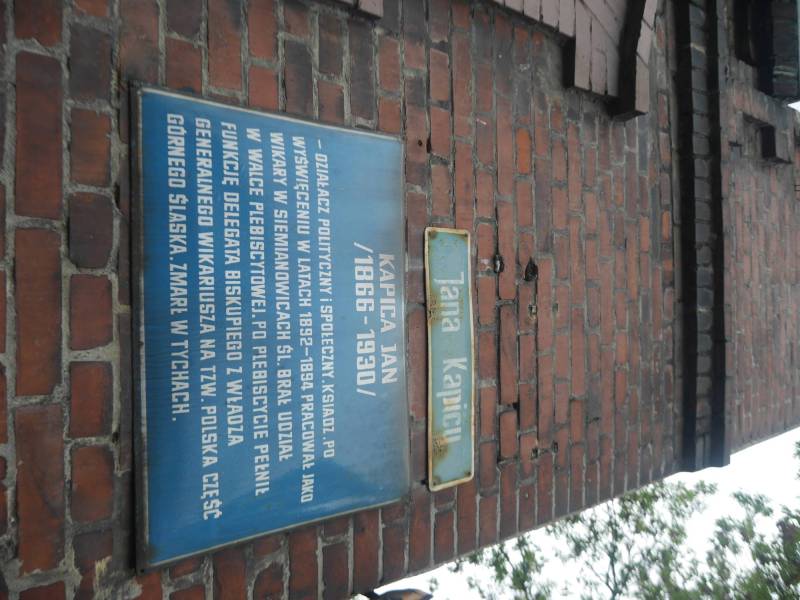 Jana Kapicy
KAPICA JAN
/1866-1930/
- DZIAŁACZ POLITYCZNY i SPOŁECZNY, KSIĄDZ. PO
WYŚWIĘCENIU W LATACH 1892-1894 PRACOWAŁ JAKO
WIKARY W SIEMIANOWICACH ŚL. BRAŁ UDZIAŁ
W WALCE PLEBISCYTOWEJ. PO PLEBISCYCIE PEŁNIŁ
FUNKCJĘ DELEGATA BISKUPIEGO Z WŁADZĄ
GENERALNEGO WIKARIUSZA NA TZW. POLSKĄ CZĘŚĆ
GÓRNEGO ŚLĄSKA. ZMARŁ W TYCHACH.